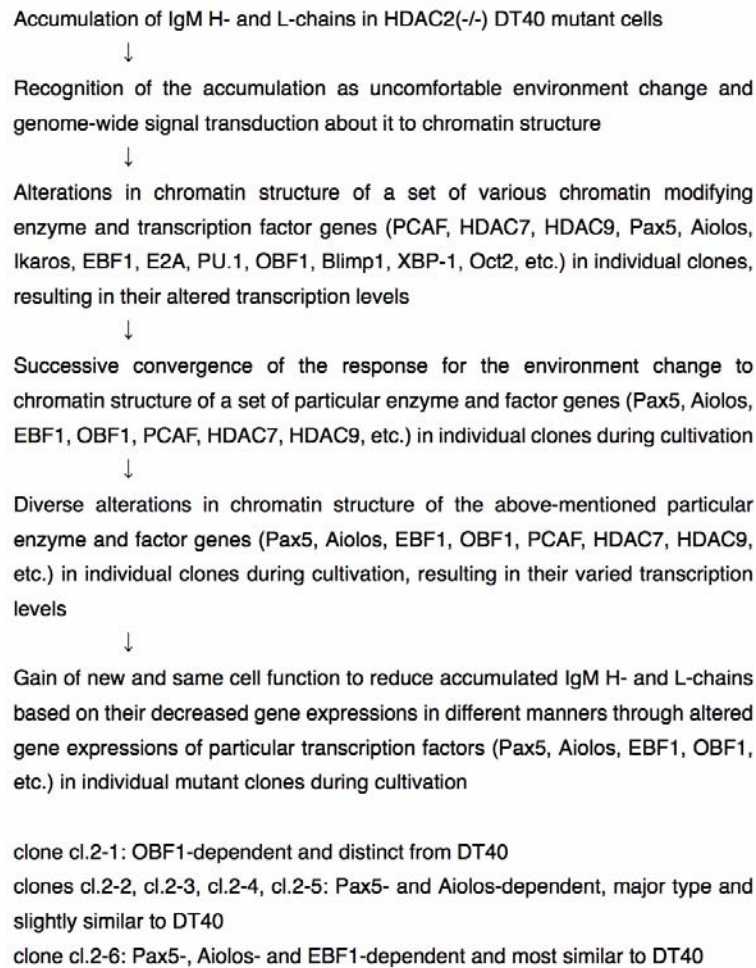 Accumulation of IgM H- and L-chains in HDAC2(-/-) DT40 mutant cells
↓
Recognition of the accumulation as uncomfortable environment change and
genome-wide signal transduction about it to chromatin structure
↓
Alterations in chromatin structure of a set of various chromatin modifying
enzyme and transcription factor genes (PCAF, HDAC7, HDAC9, Pax5, Aiolos,
Ikaros, EBF1, E2A, PU.1, OBF1, Blimp1, XBP-1, Oct2, etc.) in individual clones,
resulting in their altered transcription levels
↓
Successive convergence of the response for the environment change to
chromatin structure of a set of particular enzyme and factor genes (Pax5, Aiolos,
EBF1, OBF1, PCAF, HDAC7, HDAC9, etc.) in individual clones during cultivation
↓
Diverse alterations in chromatin structure of the above-mentioned particular
enzyme and factor genes (Pax5, Aiolos, EBF1, OBF1, PCAF, HDAC7, HDAC9,
etc.) in individual clones during cultivation, resulting in their varied transcription
levels
↓
Gain of new and same cell function to reduce accumulated IgM H- and L-chains
based on their decreased gene expressions in different manners through altered
gene expressions of particular transcription factors (Pax5, Aiolos, EBF1, OBF1,
etc.) in individual mutant clones during cultivation
clone cl.2-1: OBF1-dependent and distinct from DT40
clones cl.2-2, cl.2-3, cl.2-4, cl.2-5: Pax5- and Aiolos-dependent, major type and
slightly similar to DT40
clone cl.2-6: Pax5-, Aiolos- and EBF1-dependent and most similar to DT40